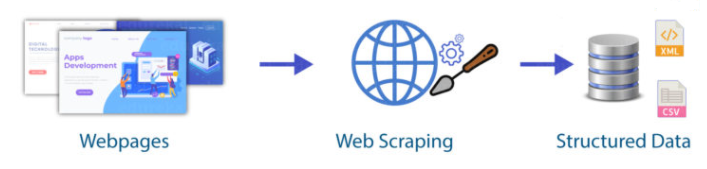 DIGITAL
TECHNOLOGY
Apps
Development
XML
CSV
Webpages
Web Scraping
Structured Data